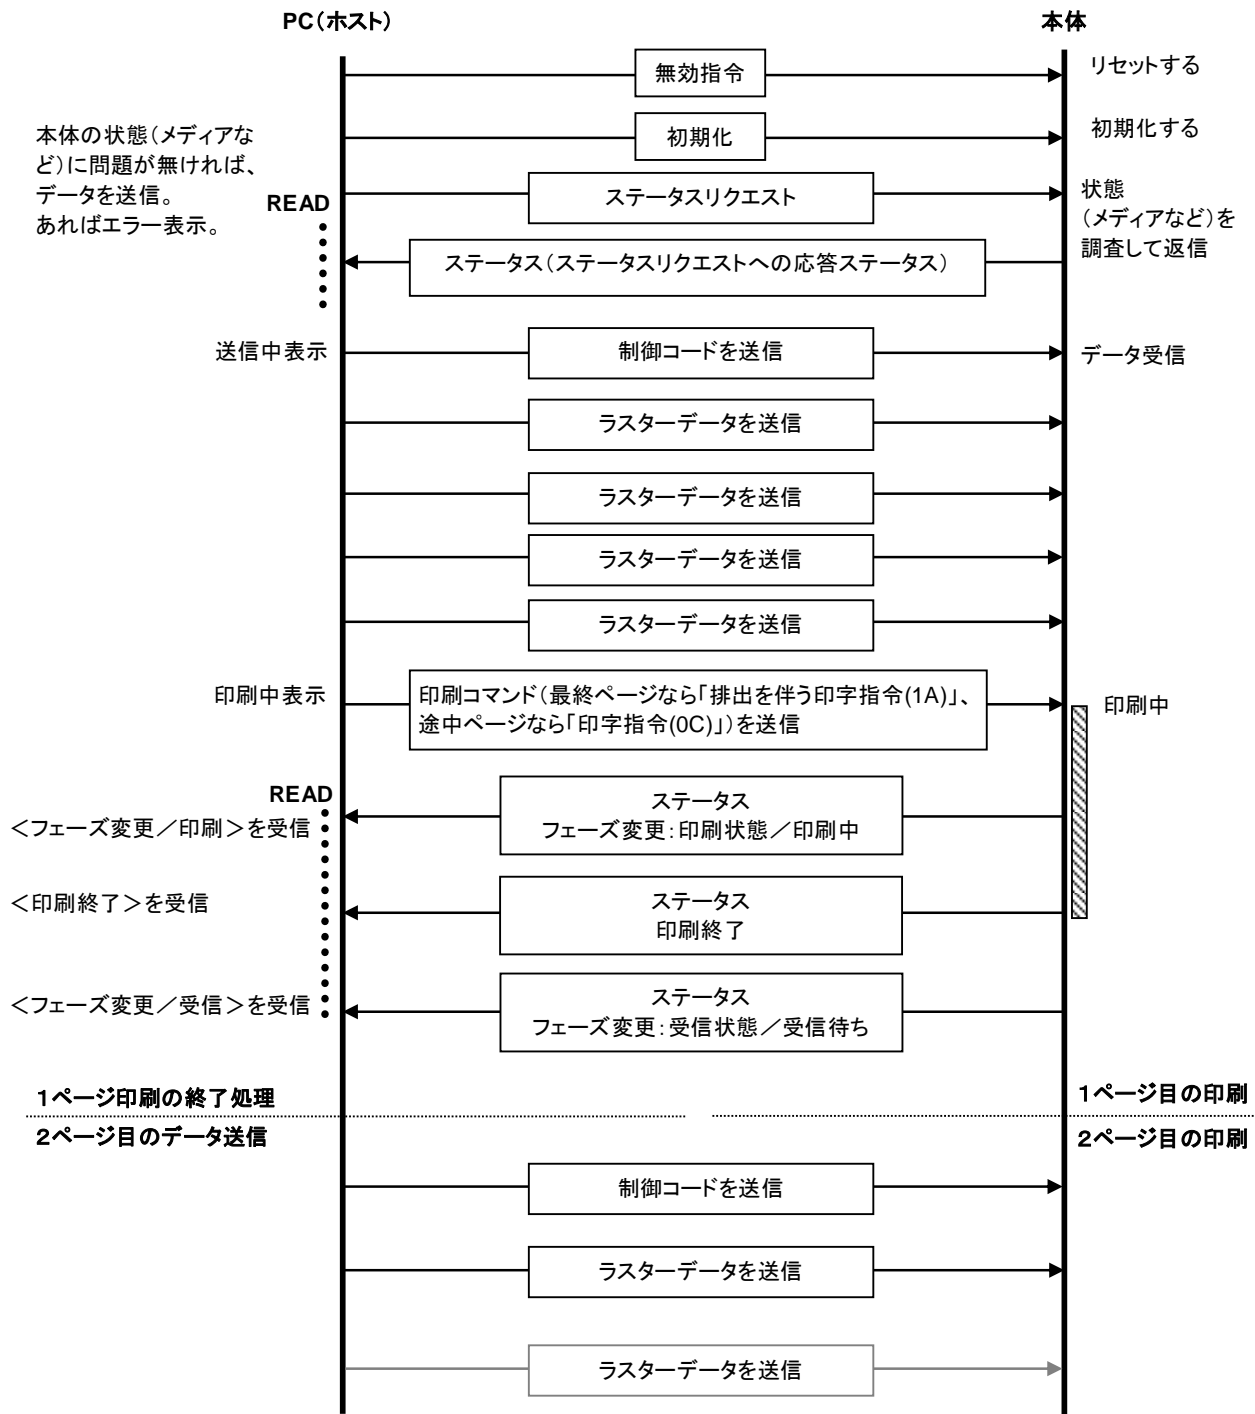 PC（ホスト）
本体
無効指令
リセットする
初期化
初期化する
本体の状態（メディアな
ど）に問題が無ければ、
データを送信。
あればエラー表示。
READ
ステータスリクエスト
状態
（メディアなど）を
調査して返信
ステータス（ステータスリクエストへの応答ステータス）
送信中表示
制御コードを送信
データ受信
ラスターデータを送信
ラスターデータを送信
ラスターデータを送信
ラスターデータを送信
印刷中表示
印刷コマンド（最終ページなら「排出を伴う印字指令(1A)」、
途中ページなら「印字指令(0C)」）を送信
印刷中
READ
ステータス
フェーズ変更：印刷状態／印刷中
＜フェーズ変更／印刷＞を受信
＜印刷終了＞を受信
ステータス
印刷終了
＜フェーズ変更／受信＞を受信
ステータス
フェーズ変更：受信状態／受信待ち
１ページ印刷の終了処理
１ページ目の印刷
２ページ目のデータ送信
２ページ目の印刷
制御コードを送信
ラスターデータを送信
ラスターデータを送信